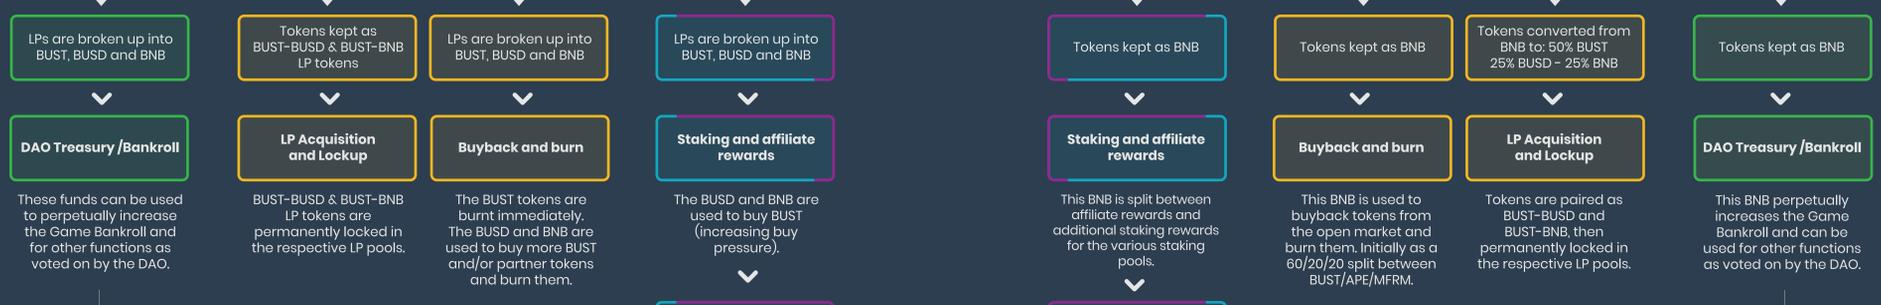 LPs are broken up into
BUST, BUSD and BNB
DAO Treasury /Bankroll
These funds can be used
to perpetually increase
the Game Bankroll and
for other functions as
voted on by the DAO.
Tokens kept as
BUST-BUSD & BUST-BNB
LP tokens
LP Acquisition
and Lockup
BUST-BUSD & BUST-BNB
LP tokens are
permanently locked in
the respective LP pools.
LPs are broken up into
BUST, BUSD and BNB
Buyback and burn
The BUST tokens are
burnt immediately.
The BUSD and BNB are
used to buy more BUST
and/or partner tokens
and burn them.
LPs are broken up into
BUST, BUSD and BNB
Staking and affiliate
rewards
The BUSD and BNB are
used to buy BUST
(increasing buy
pressure).
Tokens kept as BNB
Staking and affiliate
rewards
This BNB is split between
affiliate rewards and
additional staking rewards
for the various staking
pools.
Tokens kept as BNB
Buyback and burn
This BNB is used to
buyback tokens from
the open market and
burn them. Initially as a
60/20/20 split between
BUST/APE/MFRM.
Tokens converted from
BNB to: 50% BUST
25% BUSD - 25% BNB
LP Acquisition
and Lockup
Tokens are paired as
BUST-BUSD and
BUST-BNB, then
permanently locked in
the respective LP pools.
Tokens kept as BNB
DAO Treasury /Bankroll
This BNB perpetually
increases the Game
Bankroll and can be
used for other functions
as voted on by the DAO.